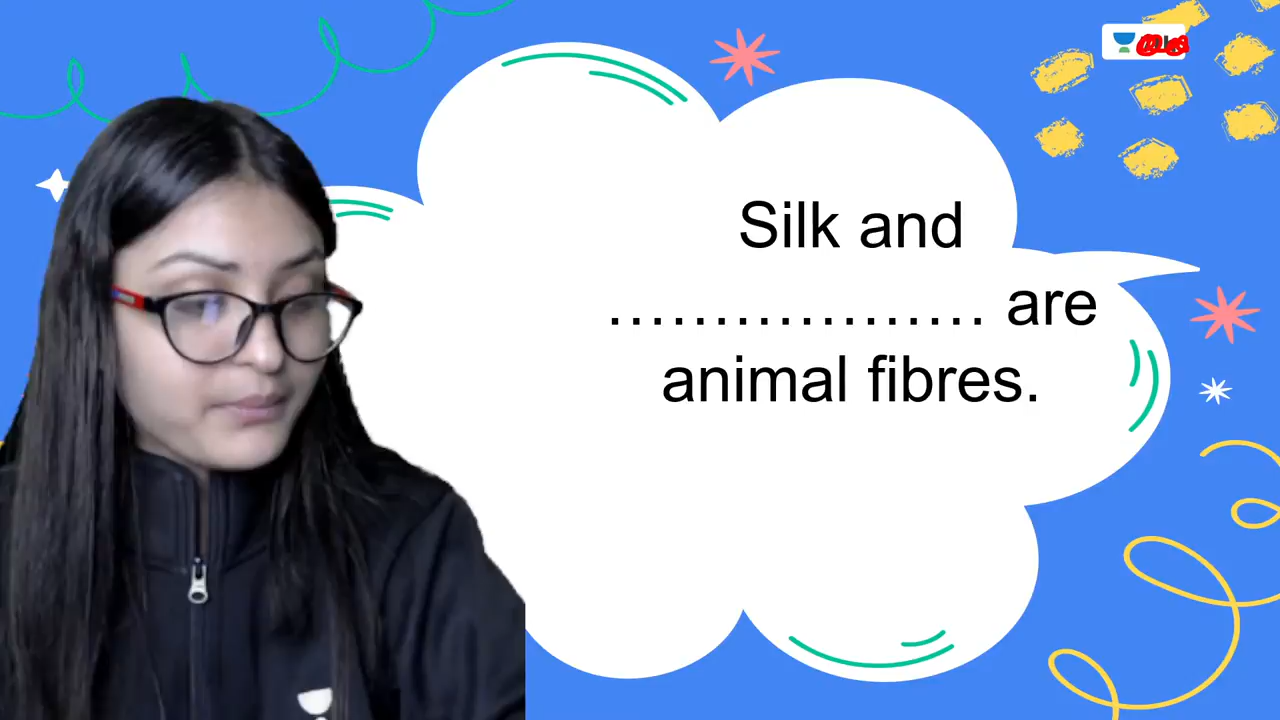 Silk and
.................. are
animal fibres.